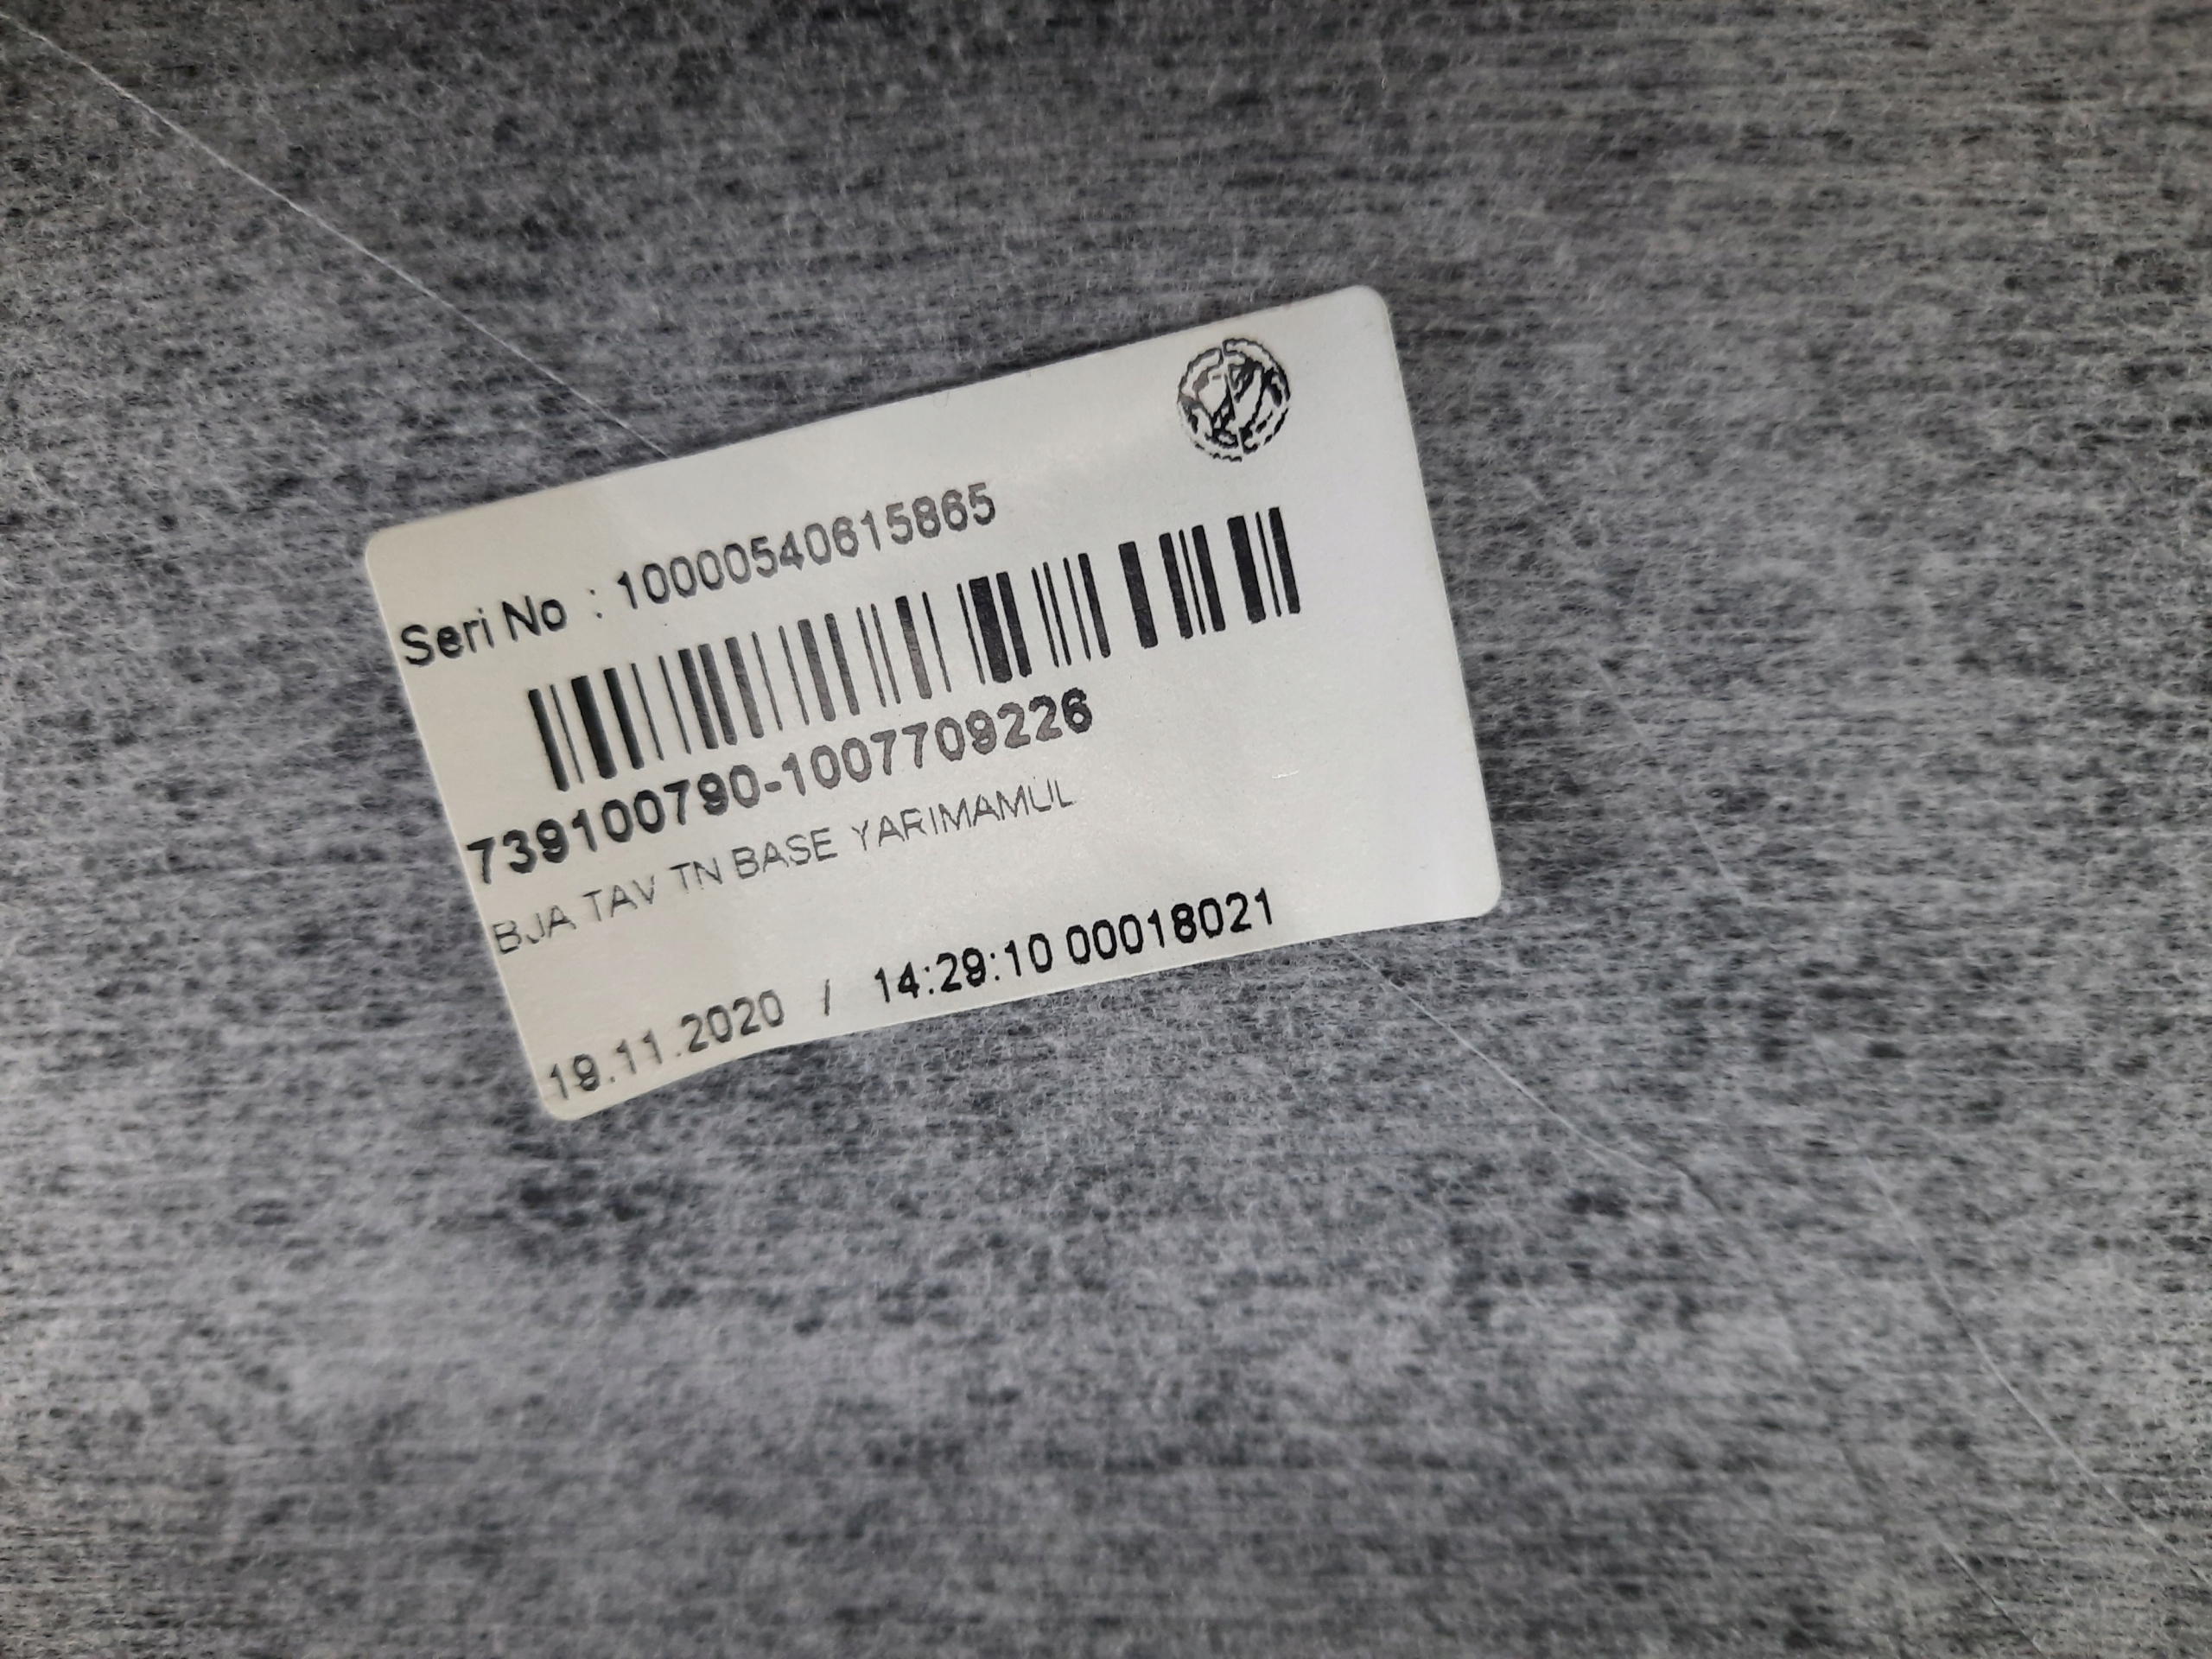 Seri No : 10000540615865
739100790-1007709226
BJA TAV TN BASE YARIMAMUL
19.11.2020 / 14:29:10 00018021